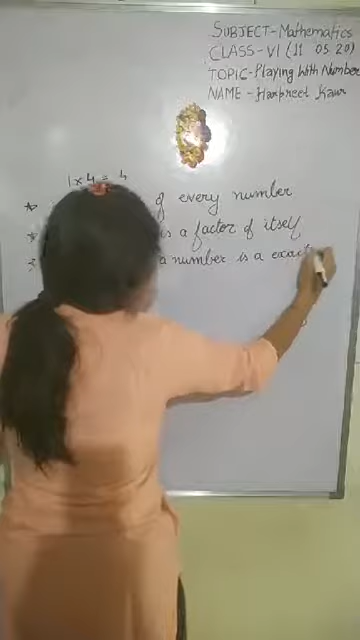 SUBJECT-Mathematics
CLASS-VI (11 05 20)
TOPIC-Playing With Number
NAME - Harpreet Kaur
1 x 4 = 4
of every number
is a factor of itself
a number is a exact